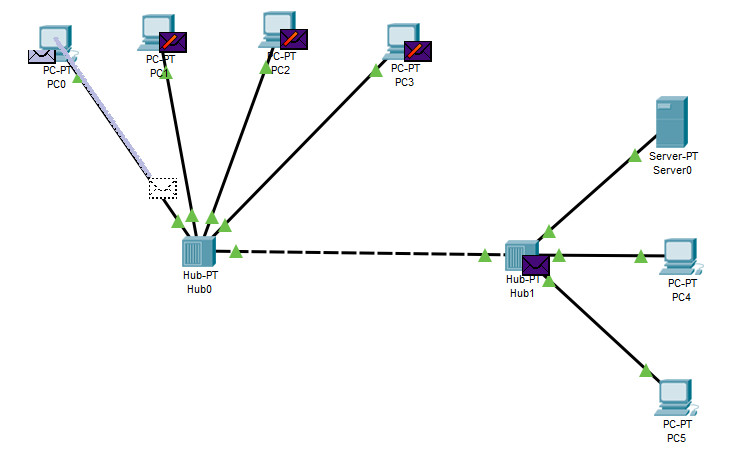 PC-PT
PC0
PC-PT
PC1
PC-PT
PC2
PC-PT
PC3
Server-PT
Server0
Hub-PT
Hub0
Hub-PT
Hub1
PC-PT
PC4
PC-PT
PC5